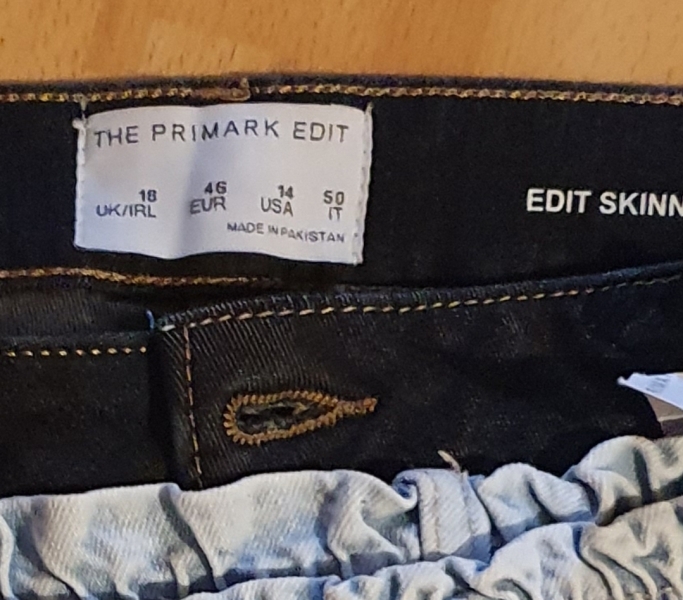 THE PRIMARK EDIT
18 46 14 50
UK/IRL EUR USA IT
MADE IN PAKISTAN
EDIT SKINN